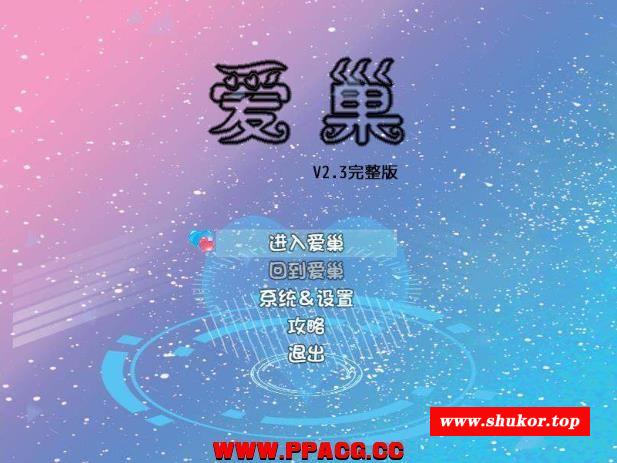 爱巢
V2.3完整版
进入爱巢
回到爱巢
系统&设置
攻略
退出
www.shukor.top
WWW.PPACG.CC